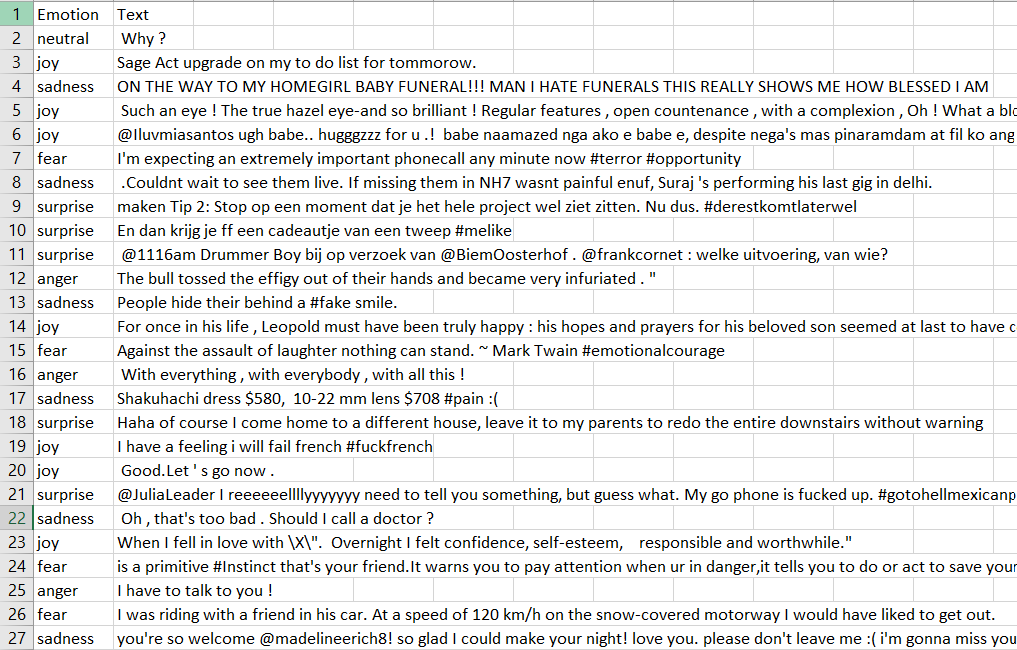 1 Emotion Text
2 neutral Why ?
3 joy Sage Act upgrade on my to do list for tommorow.
4 sadness ON THE WAY TO MY HOMEGIRL BABY FUNERAL!!! MAN I HATE FUNERALS THIS REALLY SHOWS ME HOW BLESSED I AM
5 joy Such an eye ! The true hazel eye-and so brilliant ! Regular features , open countenance , with a complexion , Oh ! What a blo
6 joy @Iluvmiasantos ugh babe.. hugggzzz for u .! babe naamazed nga ako e babe e, despite nega's mas pinaramdam at fil ko ang
7 fear I'm expecting an extremely important phonecall any minute now #terror #opportunity
8 sadness .Couldnt wait to see them live. If missing them in NH7 wasnt painful enuf, Suraj 's performing his last gig in delhi.
9 surprise maken Tip 2: Stop op een moment dat je het hele project wel ziet zitten. Nu dus. #derestkomtlaterwel
10 surprise En dan krijg je ff een cadeautje van een tweep #melike
11 surprise @1116am Drummer Boy bij op verzoek van @BiemOosterhof . @frankcornet : welke uitvoering, van wie?
12 anger The bull tossed the effigy out of their hands and became very infuriated . "
13 sadness People hide their behind a #fake smile.
14 joy For once in his life , Leopold must have been truly happy : his hopes and prayers for his beloved son seemed at last to have c
15 fear Against the assault of laughter nothing can stand. ~ Mark Twain #emotionalcourage
16 anger With everything , with everybody , with all this !
17 sadness Shakuhachi dress $580, 10-22 mm lens $708 #pain :(
18 surprise Haha of course I come home to a different house, leave it to my parents to redo the entire downstairs without warning
19 joy I have a feeling i will fail french #fuckfrench
20 joy Good.Let ' s go now .
21 surprise @JuliaLeader I reeeeeellllyyyyyyy need to tell you something, but guess what. My go phone is fucked up. #gotohellmexicanp
22 sadness Oh , that's too bad . Should I call a doctor ?
23 joy When I fell in love with \X\". Overnight I felt confidence, self-esteem, responsible and worthwhile."
24 fear is a primitive #Instinct that's your friend.It warns you to pay attention when ur in danger,it tells you to do or act to save your
25 anger I have to talk to you !
26 fear I was riding with a friend in his car. At a speed of 120 km/h on the snow-covered motorway I would have liked to get out.
27 sadness you're so welcome @madelineerich8! so glad I could make your night! love you. please don't leave me :( i'm gonna miss you